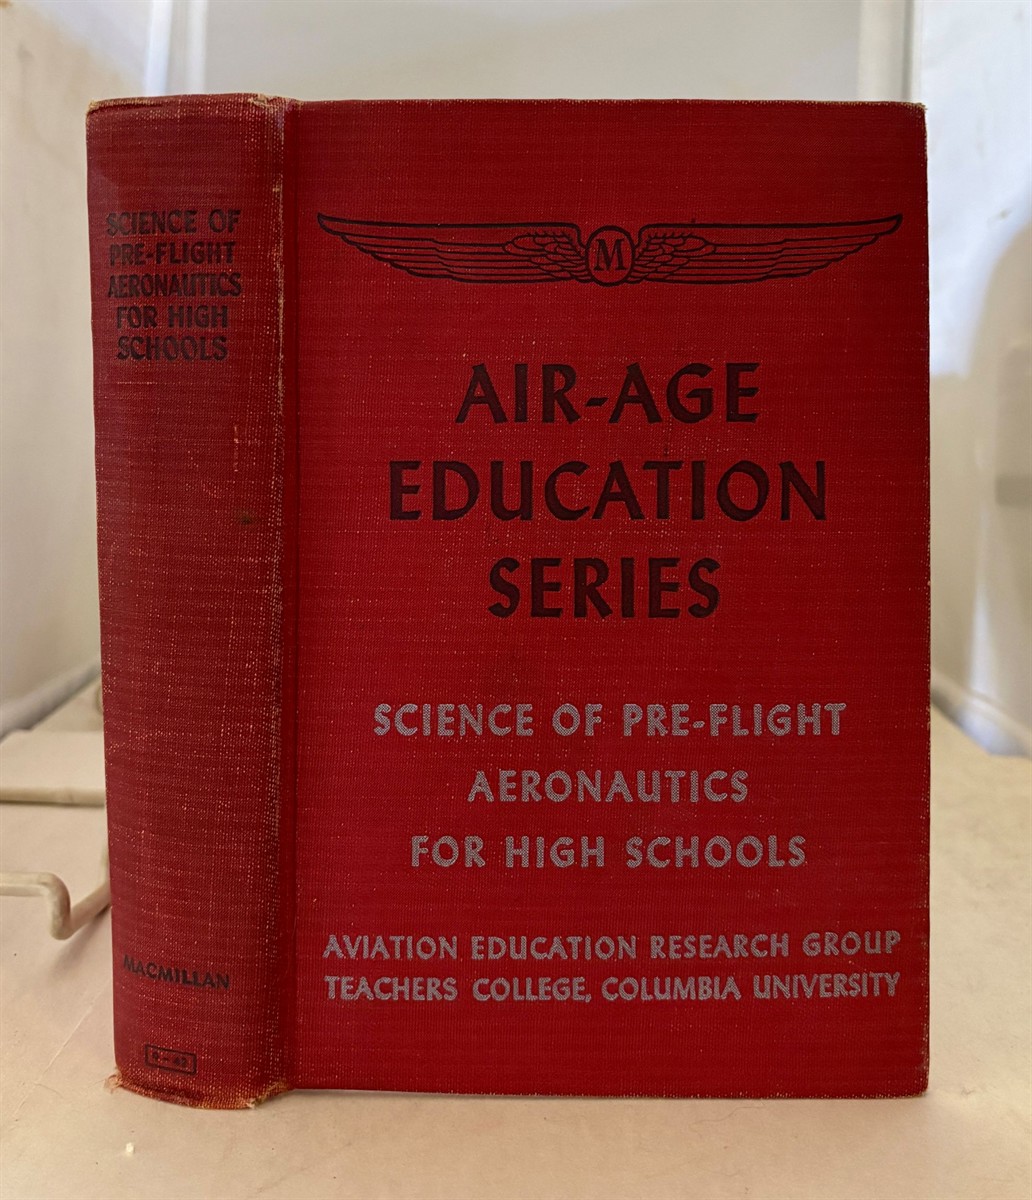 SCIENCE OF
PRE-FLIGHT
AERONAUTICS
FOR HIGH
SCHOOLS
MACMILLAN
M
AIR-AGE
EDUCATION
SERIES
SCIENCE OF PRE-FLIGHT
AERONAUTICS
FOR HIGH SCHOOLS
AVIATION EDUCATION RESEARCH GROUP
TEACHERS COLLEGE, COLUMBIA UNIVERSITY